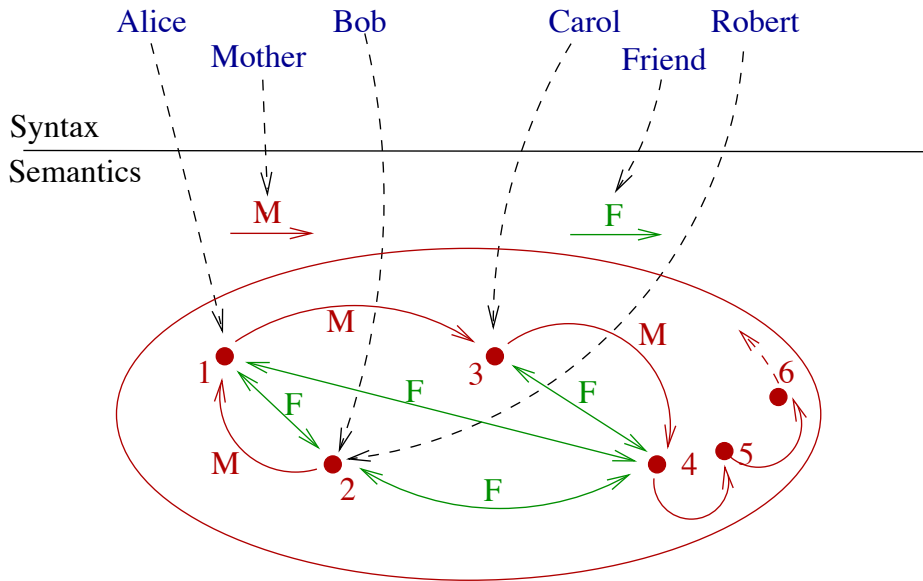 Alice Bob Carol Robert
Mother Friend
Syntax
Semantics
M F
M M
1 3 F 6
F F
M 4 5
2 F